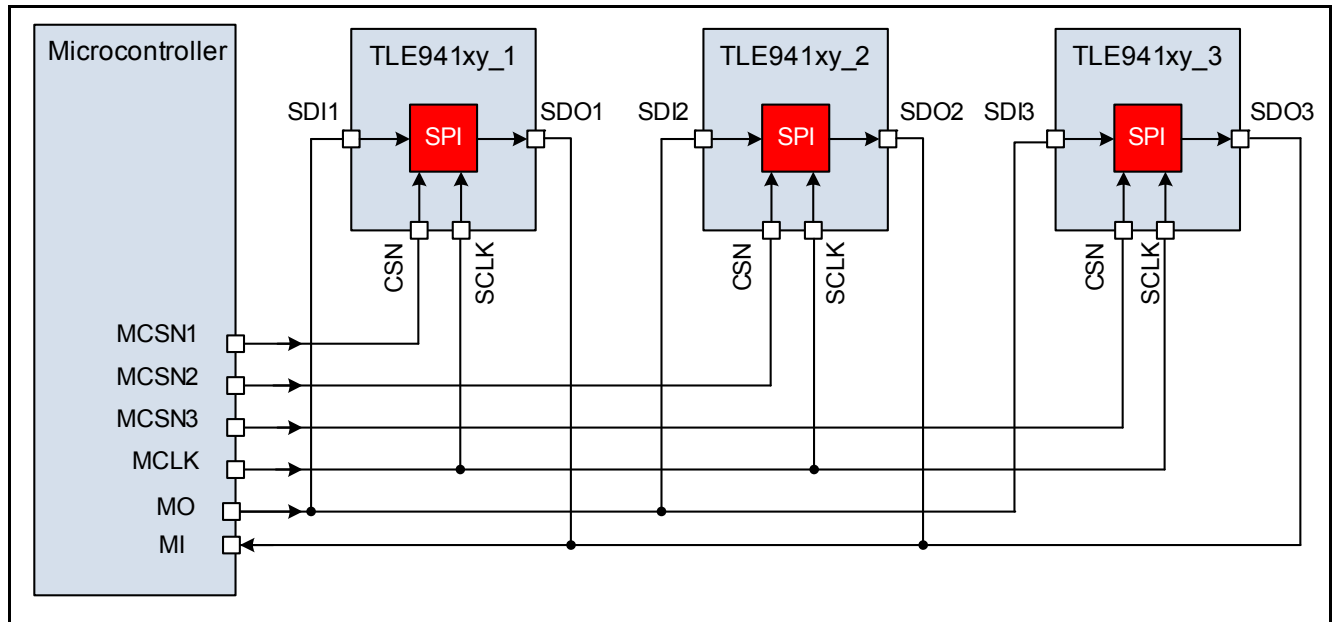 Microcontroller
TLE941xy_1
TLE941xy_2
TLE941xy_3
SDI1
SPI
SDO1
SDI2
SPI
SDO2
SDI3
SPI
SDO3
CSN
SCLK
CSN
SCLK
CSN
SCLK
MCSN1
MCSN2
MCSN3
MCLK
MO
MI